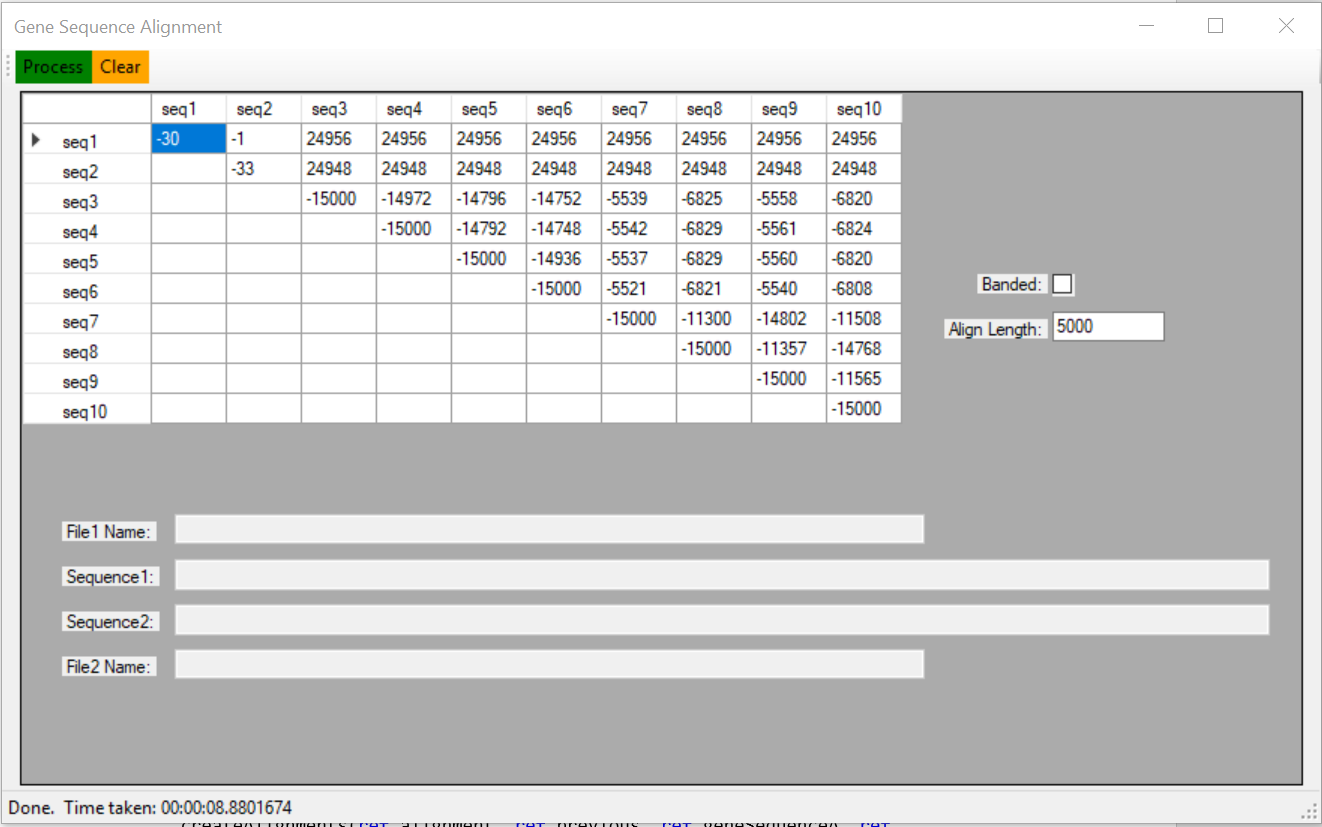 Gene Sequence Alignment
Process Clear
seq1 seq2 seq3 seq4 seq5 seq6 seq7 seq8 seq9 seq10
seq1 -30 -1 24956 24956 24956 24956 24956 24956 24956 24956
seq2 -33 24948 24948 24948 24948 24948 24948 24948 24948
seq3 -15000 -14972 -14796 -14752 -5539 -6825 -5558 -6820
seq4 -15000 -14792 -14748 -5542 -6829 -5561 -6824
seq5 -15000 -14936 -5537 -6829 -5560 -6820
seq6 -15000 -5521 -6821 -5540 -6808
seq7 -15000 -11300 -14802 -11508
seq8 -15000 -11357 -14768
seq9 -15000 -11565
seq10 -15000
Banded:
Align Length: 5000
File1 Name:
Sequence1:
Sequence2:
File2 Name:
Done. Time taken: 00:00:08.8801674